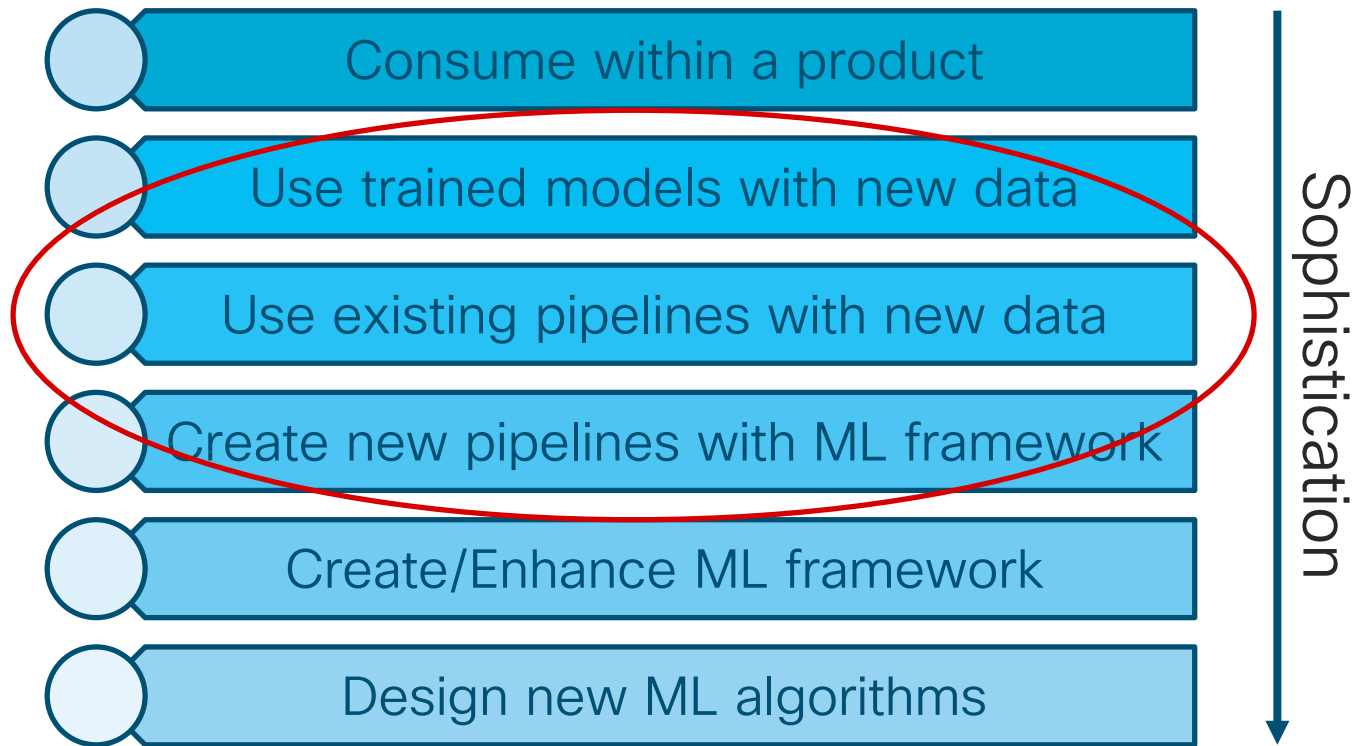 Consume within a product
Use trained models with new data
Use existing pipelines with new data
Create new pipelines with ML framework
Create/Enhance ML framework
Design new ML algorithms
Sophistication